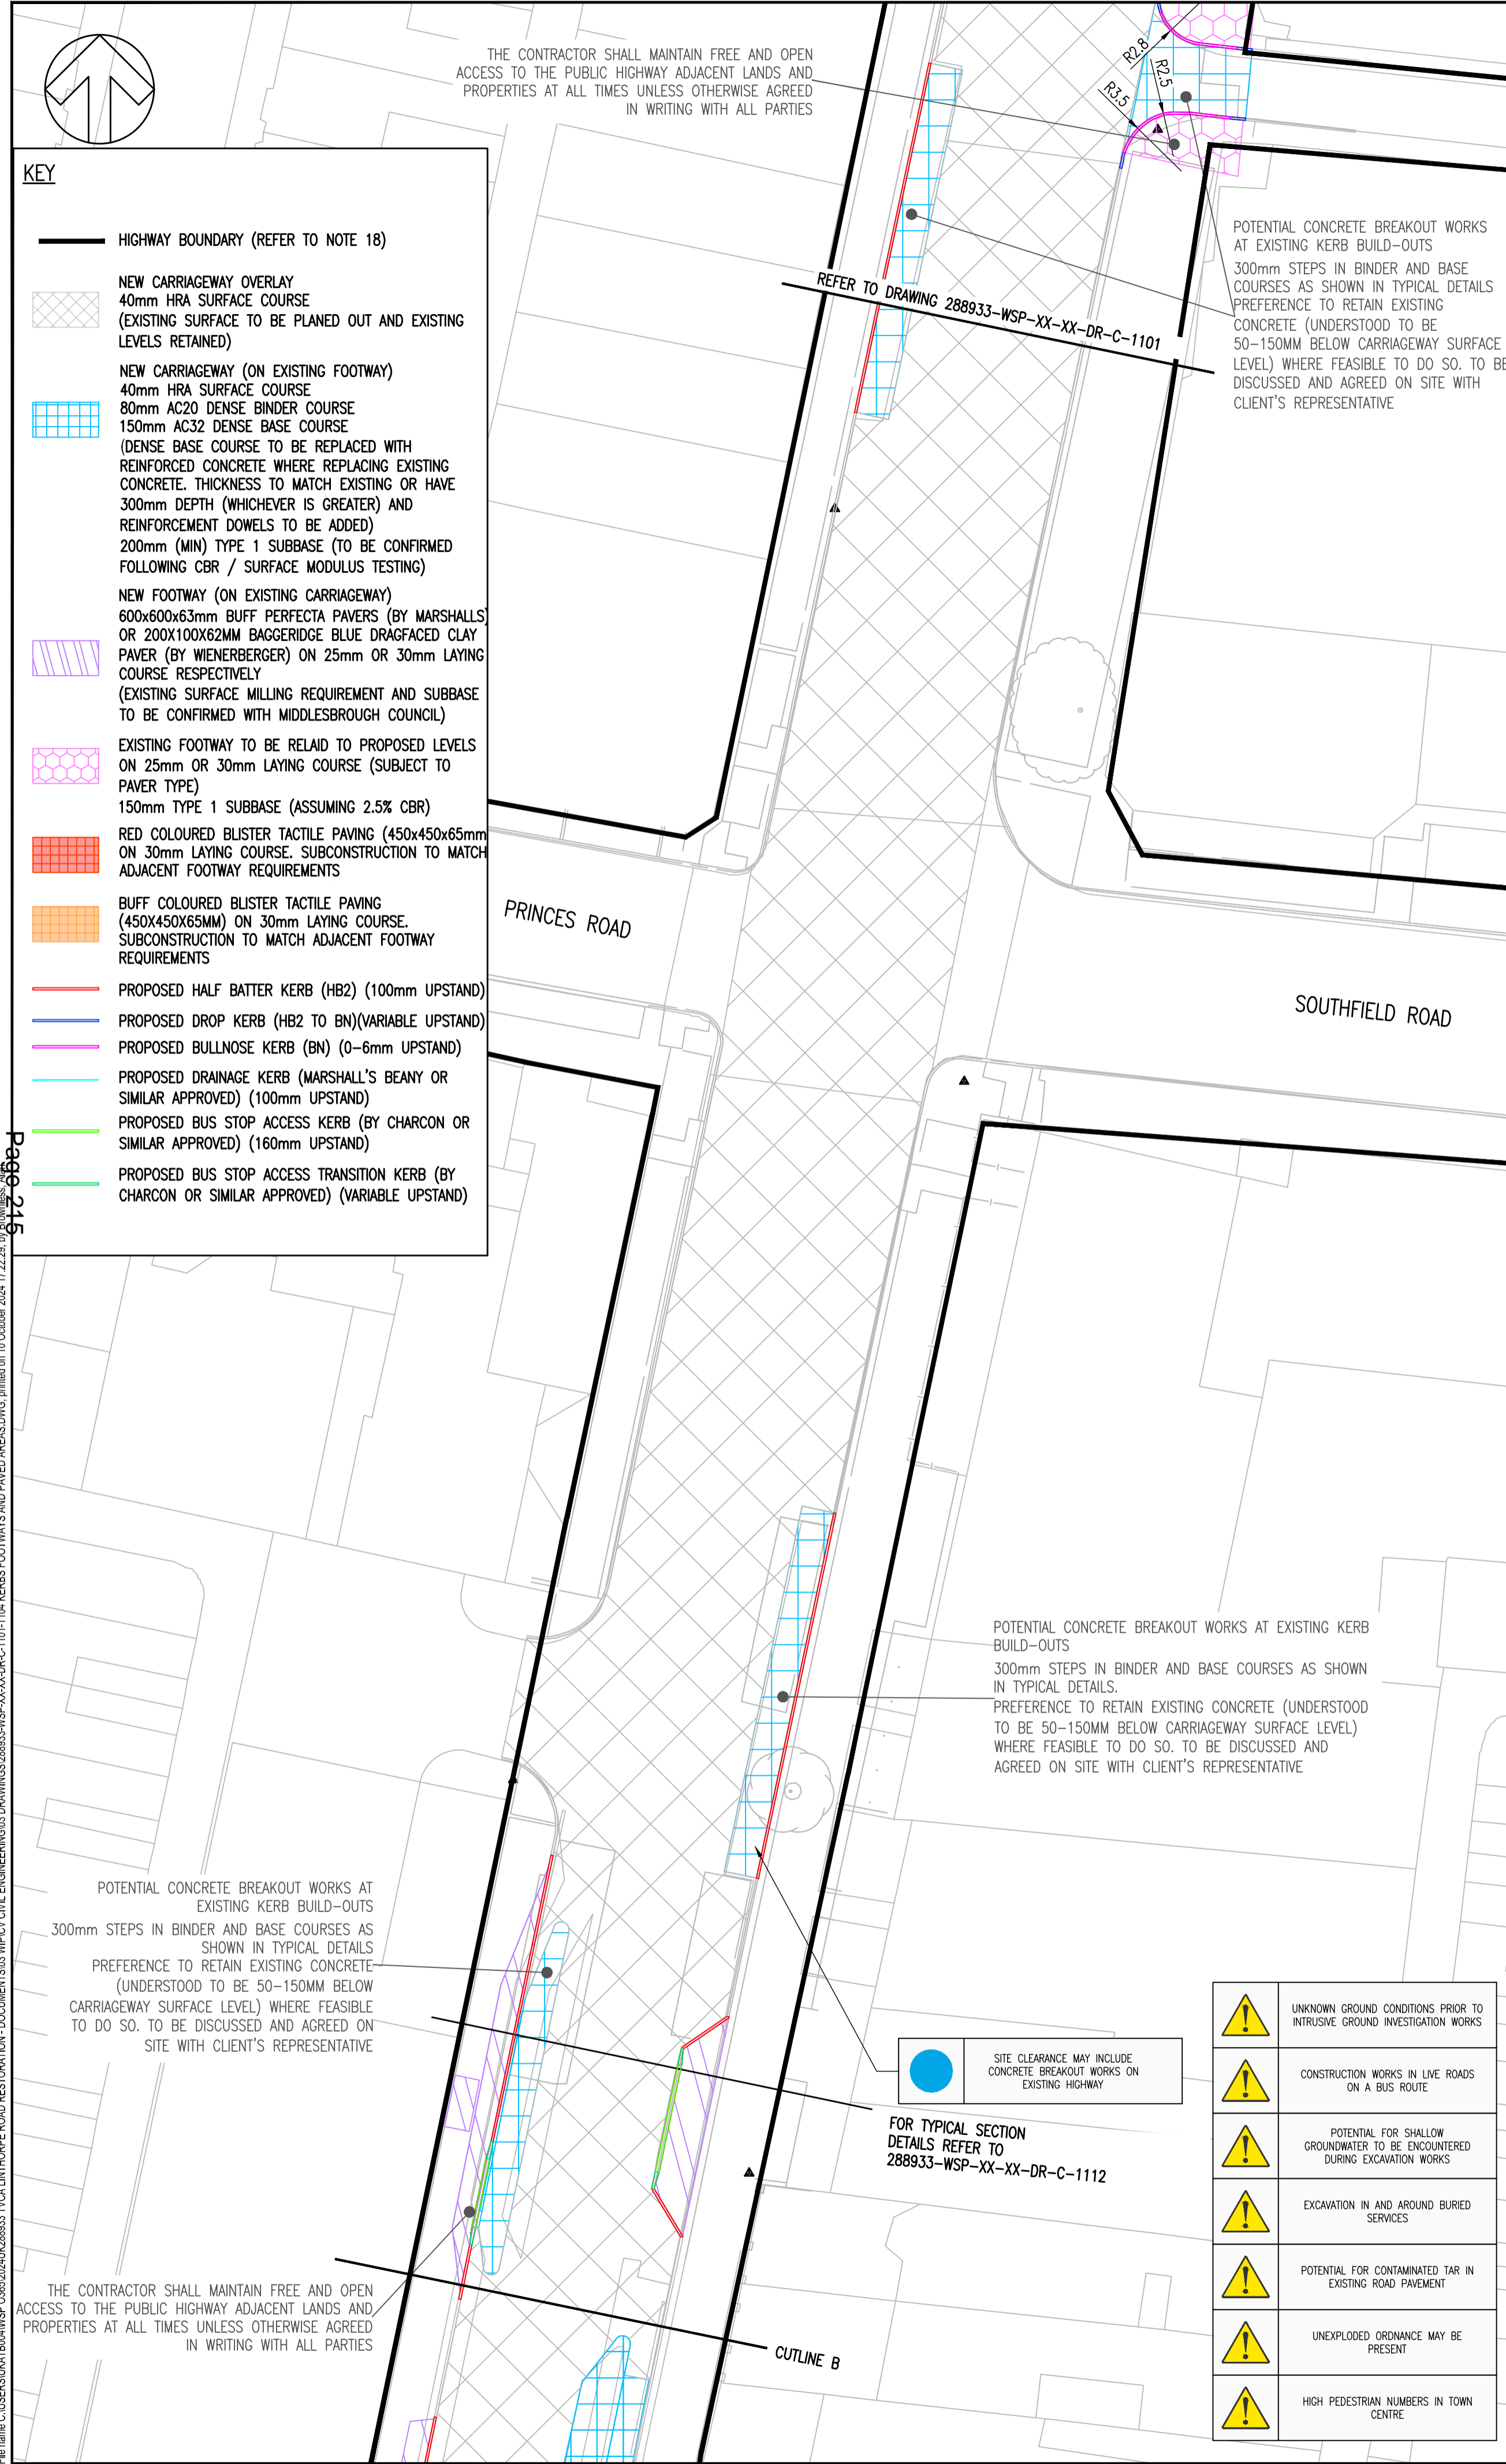 THE CONTRACTOR SHALL MAINTAIN FREE AND OPEN
ACCESS TO THE PUBLIC HIGHWAY ADJACENT LANDS AND
PROPERTIES AT ALL TIMES UNLESS OTHERWISE AGREED
IN WRITING WITH ALL PARTIES
R2.8
R2.5
R3.5
KEY
HIGHWAY BOUNDARY (REFER TO NOTE 18)
NEW CARRIAGEWAY OVERLAY
40mm HRA SURFACE COURSE
(EXISTING SURFACE TO BE PLANED OUT AND EXISTING
LEVELS RETAINED)
NEW CARRIAGEWAY (ON EXISTING FOOTWAY)
40mm HRA SURFACE COURSE
80mm AC20 DENSE BINDER COURSE
150mm AC32 DENSE BASE COURSE
(DENSE BASE COURSE TO BE REPLACED WITH
REINFORCED CONCRETE WHERE REPLACING EXISTING
CONCRETE. THICKNESS TO MATCH EXISTING OR HAVE
300mm DEPTH (WHICHEVER IS GREATER) AND
REINFORCEMENT DOWELS TO BE ADDED)
200mm (MIN) TYPE 1 SUBBASE (TO BE CONFIRMED
FOLLOWING CBR / SURFACE MODULUS TESTING)
NEW FOOTWAY (ON EXISTING CARRIAGEWAY)
600x600x63mm BUFF PERFECTA PAVERS (BY MARSHALLS)
OR 200X100X62MM BAGGERIDGE BLUE DRAGFACED CLAY
PAVER (BY WIENERBERGER) ON 25mm OR 30mm LAYING
COURSE RESPECTIVELY
(EXISTING SURFACE MILLING REQUIREMENT AND SUBBASE
TO BE CONFIRMED WITH MIDDLESBROUGH COUNCIL)
EXISTING FOOTWAY TO BE RELAID TO PROPOSED LEVELS
ON 25mm OR 30mm LAYING COURSE (SUBJECT TO
PAVER TYPE)
150mm TYPE 1 SUBBASE (ASSUMING 2.5% CBR)
RED COLOURED BLISTER TACTILE PAVING (450x450x65mm
ON 30mm LAYING COURSE. SUBCONSTRUCTION TO MATCH
ADJACENT FOOTWAY REQUIREMENTS
BUFF COLOURED BLISTER TACTILE PAVING
(450X450X65MM) ON 30mm LAYING COURSE.
SUBCONSTRUCTION TO MATCH ADJACENT FOOTWAY
REQUIREMENTS
PROPOSED HALF BATTER KERB (HB2) (100mm UPSTAND)
PROPOSED DROP KERB (HB2 TO BN)(VARIABLE UPSTAND)
PROPOSED BULLNOSE KERB (BN) (0-6mm UPSTAND)
PROPOSED DRAINAGE KERB (MARSHALL'S BEANY OR
SIMILAR APPROVED) (100mm UPSTAND)
PROPOSED BUS STOP ACCESS KERB (BY CHARCON OR
SIMILAR APPROVED) (160mm UPSTAND)
PROPOSED BUS STOP ACCESS TRANSITION KERB (BY
CHARCON OR SIMILAR APPROVED) (VARIABLE UPSTAND)
POTENTIAL CONCRETE BREAKOUT WORKS
AT EXISTING KERB BUILD-OUTS
300mm STEPS IN BINDER AND BASE
COURSES AS SHOWN IN TYPICAL DETAILS
PREFERENCE TO RETAIN EXISTING
CONCRETE (UNDERSTOOD TO BE
50-150MM BELOW CARRIAGEWAY SURFACE
LEVEL) WHERE FEASIBLE TO DO SO. TO BE
DISCUSSED AND AGREED ON SITE WITH
CLIENT'S REPRESENTATIVE
REFER TO DRAWING 288933-WSP-XX-XX-DR-C-1101
PRINCES ROAD
SOUTHFIELD ROAD
Page 215
POTENTIAL CONCRETE BREAKOUT WORKS AT EXISTING KERB
BUILD-OUTS
300mm STEPS IN BINDER AND BASE COURSES AS SHOWN
IN TYPICAL DETAILS.
PREFERENCE TO RETAIN EXISTING CONCRETE (UNDERSTOOD
TO BE 50-150MM BELOW CARRIAGEWAY SURFACE LEVEL)
WHERE FEASIBLE TO DO SO. TO BE DISCUSSED AND
AGREED ON SITE WITH CLIENT'S REPRESENTATIVE
POTENTIAL CONCRETE BREAKOUT WORKS AT
EXISTING KERB BUILD-OUTS
300mm STEPS IN BINDER AND BASE COURSES AS
SHOWN IN TYPICAL DETAILS
PREFERENCE TO RETAIN EXISTING CONCRETE
(UNDERSTOOD TO BE 50-150MM BELOW
CARRIAGEWAY SURFACE LEVEL) WHERE FEASIBLE
TO DO SO. TO BE DISCUSSED AND AGREED ON
SITE WITH CLIENT'S REPRESENTATIVE
SITE CLEARANCE MAY INCLUDE
CONCRETE BREAKOUT WORKS ON
EXISTING HIGHWAY
FOR TYPICAL SECTION
DETAILS REFER TO
288933-WSP-XX-XX-DR-C-1112
THE CONTRACTOR SHALL MAINTAIN FREE AND OPEN
ACCESS TO THE PUBLIC HIGHWAY ADJACENT LANDS AND
PROPERTIES AT ALL TIMES UNLESS OTHERWISE AGREED
IN WRITING WITH ALL PARTIES
CUTLINE B
UNKNOWN GROUND CONDITIONS PRIOR TO
INTRUSIVE GROUND INVESTIGATION WORKS
CONSTRUCTION WORKS IN LIVE ROADS
ON A BUS ROUTE
POTENTIAL FOR SHALLOW
GROUNDWATER TO BE ENCOUNTERED
DURING EXCAVATION WORKS
EXCAVATION IN AND AROUND BURIED
SERVICES
POTENTIAL FOR CONTAMINATED TAR IN
EXISTING ROAD PAVEMENT
UNEXPLODED ORDNANCE MAY BE
PRESENT
HIGH PEDESTRIAN NUMBERS IN TOWN
CENTRE